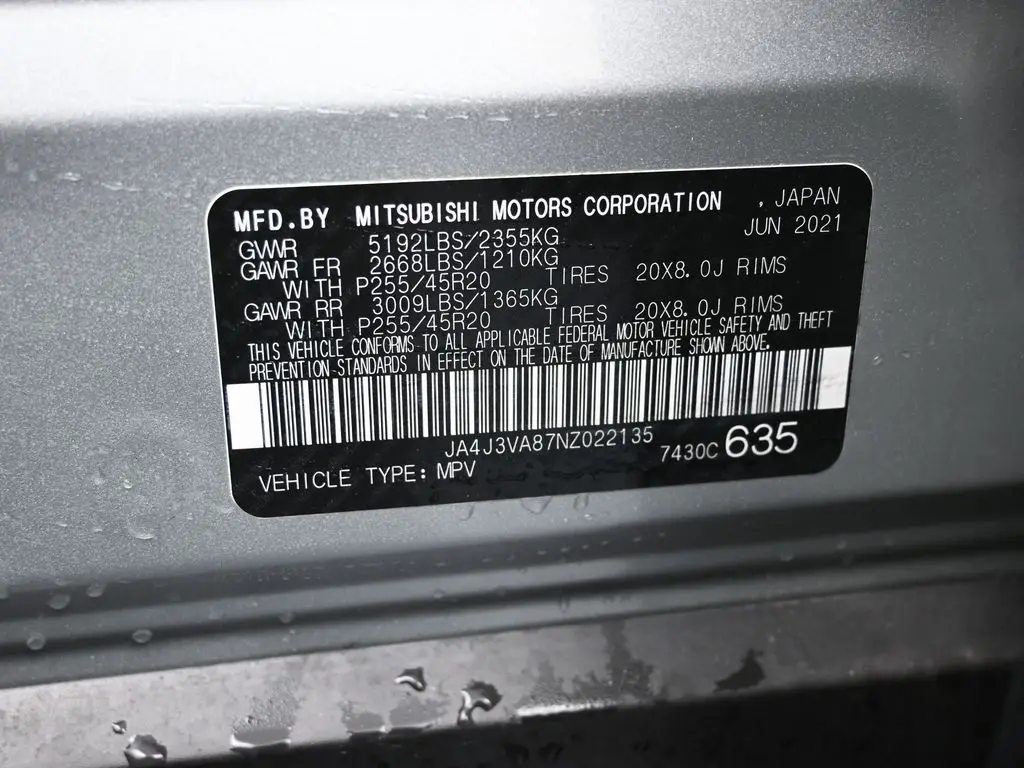 MFD.BY MITSUBISHI MOTORS CORPORATION , JAPAN
JUN 2021
GVWR 5192LBS/2355KG
GAWR FR 2668LBS/1210KG
WITH P255/45R20 TIRES 20X8.0J RIMS
GAWR RR 3009LBS/1365KG
WITH P255/45R20 TIRES 20X8.0J RIMS
THIS VEHICLE CONFORMS TO ALL APPLICABLE FEDERAL MOTOR VEHICLE SAFETY AND THEFT
PREVENTION-STANDARDS IN EFFECT ON THE DATE OF MANUFACTURE SHOWN ABOVE.
JA4J3VA87NZ022135
7430C 635
VEHICLE TYPE: MPV